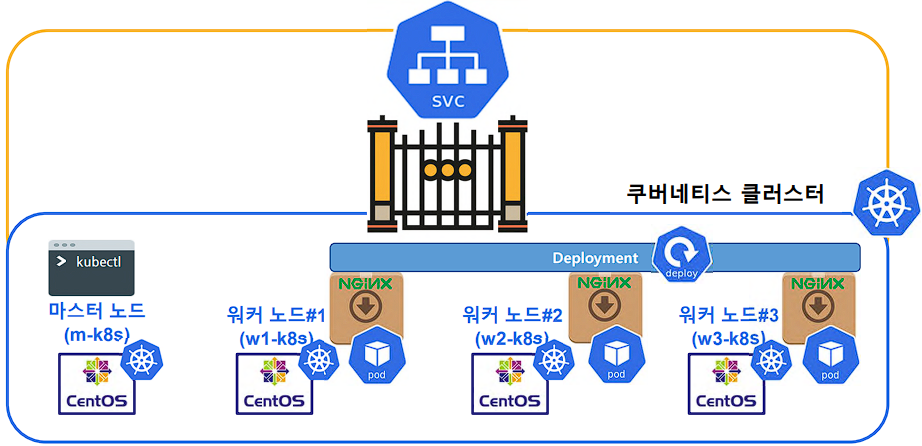 SVC
쿠버네티스 클러스터
> kubectl
Deployment
deploy
마스터 노드
(m-k8s)
CentOS
NGINX
워커 노드#1
(w1-k8s)
pod
CentOS
NGINX
워커 노드#2
(w2-k8s)
pod
CentOS
NGINX
워커 노드#3
(w3-k8s)
pod
CentOS